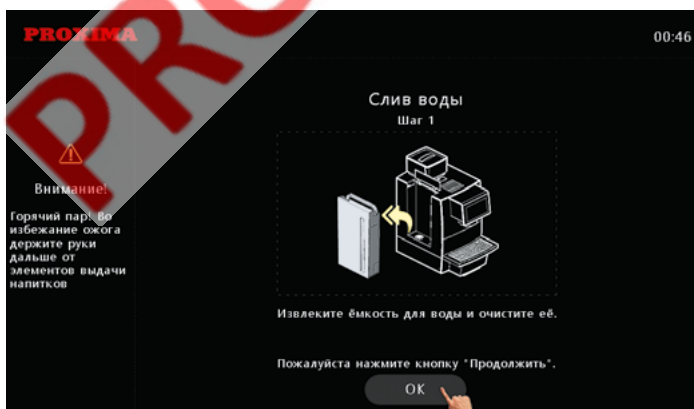 PROXIMA
00:46
Слив воды
Шаг 1
Внимание!
Горячий пар! Во
избежание ожога
держите руки
дальше от
элементов выдачи
напитков
Извлеките ёмкость для воды и очистите её.
Пожалуйста нажмите кнопку "Продолжить".
OK
PRO